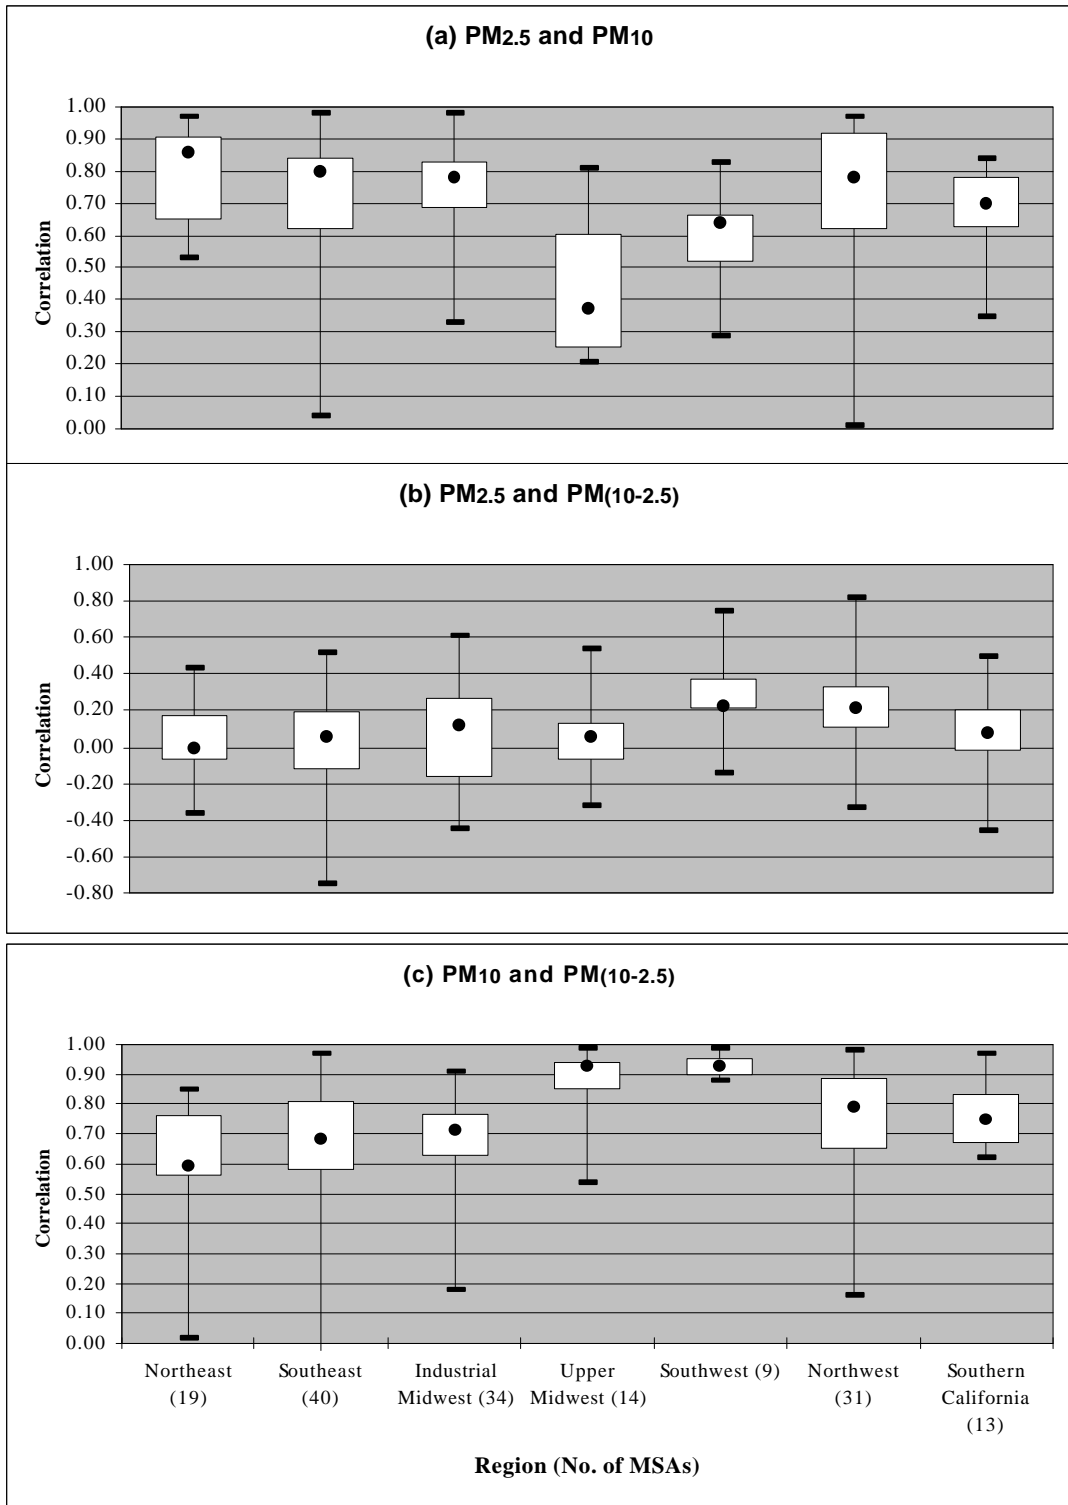 (a) PM2.5 and PM10
1.00
0.90
0.80
0.70
0.60
0.50
0.40
0.30
0.20
0.10
0.00
Correlation
(b) PM2.5 and PM(10-2.5)
1.00
0.80
0.60
0.40
0.20
0.00
-0.20
-0.40
-0.60
-0.80
Correlation
(c) PM10 and PM(10-2.5)
1.00
0.90
0.80
0.70
0.60
0.50
0.40
0.30
0.20
0.10
0.00
Correlation
Northeast
(19)
Southeast
(40)
Industrial
Midwest (34)
Upper
Midwest (14)
Southwest (9)
Northwest
(31)
Southern
California
(13)
Region (No. of MSAs)